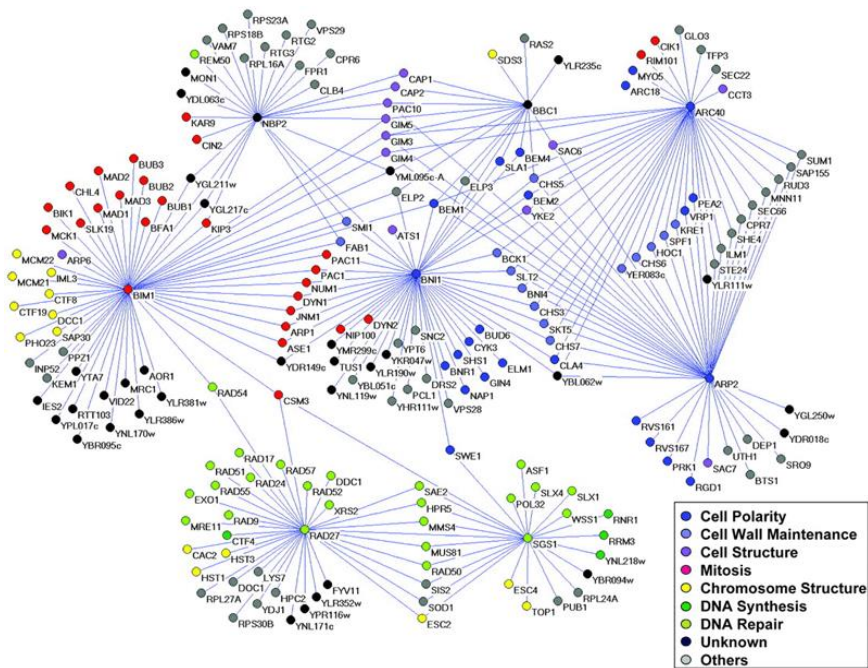 RPS23A
RPS18B
VPS29
RTG2
VAM7
RTG3
CPR6
REM50
RPL16A
FPR1
MON1
CLB4
YDL063c
NBP2
KAR9
CIN2
CAP1
CAP2
PAC10
GIM5
GIM3
GIM4
YML095c-A
RAS2
SDS3
YLR235c
BBC1
SAC6
BEM4
SLA1
CHS5
ELP3
ELP2
BEM2
BEM1
YKE2
GLO3
CIK1
TFP3
RIM101
SEC22
MYO5
CCT3
ARC18
ARC40
SUM1
SAP155
RUD3
MNN11
SEC66
CPR7
SHE4
ILM1
STE24
YLR111w
PEA2
VRP1
KRE1
SPF1
HOC1
CHS6
YER083c
BUB3
MAD2
BUB2
CHL4
MAD3
BUB1
BIK1
MAD1
BFA1
SLK19
MCK1
KIP3
YGL211w
YGL217c
ARP6
MCM22
IML3
MCM21
CTF8
CTF19
DCC1
PHO23
SAP30
PPZ1
INP52
KEM1
YTA7
AOR1
MRC1
IES2
VID22
YLR381w
RTT103
YPL017c
YLR386w
YNL170w
YBR095c
BIM1
SMI1
FAB1
ATS1
PAC11
PAC1
NUM1
DYN1
JNM1
ARP1
ASE1
YDR149c
BNI1
BCK1
SLT2
BNI4
CHS3
SKT5
CHS7
CLA4
YBL062w
DYN2
NIP100
SNC2
YMR299c
YPT6
YKR047w
TUS1
YLR190w
YBL051c
DRS2
PCL1
YNL119w
YHR111w
VPS28
BUD6
CYK3
SHS1
ELM1
BNR1
GIN4
NAP1
RAD54
CSM3
SWE1
ARP2
YGL250w
RVS161
YDR018c
RVS167
DEP1
UTH1
SRO9
PRK1
SAC7
BTS1
RGD1
RAD17
RAD57
RAD51
DDC1
RAD24
RAD55
RAD52
EXO1
XRS2
RAD9
MRE11
CTF4
RAD27
CAC2
HST3
HST1
LYS7
FYV11
DOC1
RPL27A
HPC2
YLR352w
YDJ1
YPR116w
RPS30B
YNL171c
SAE2
HPR5
MMS4
MUS81
RAD50
SIS2
SOD1
ESC2
ASF1
SLX4
SLX1
POL32
WSS1
RNR1
RRM3
SGS1
YNL218w
YBR094w
ESC4
RPL24A
TOP1
PUB1
Cell Polarity
Cell Wall Maintenance
Cell Structure
Mitosis
Chromosome Structure
DNA Synthesis
DNA Repair
Unknown
Others